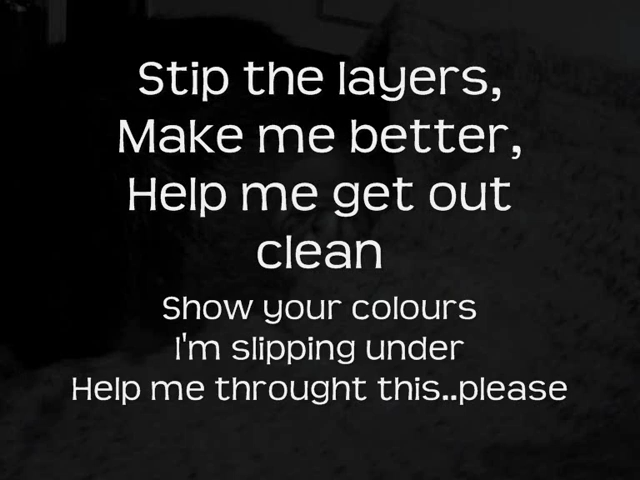 Stip the layers,
Make me better,
Help me get out
clean
Show your colours
I'm slipping under
Help me throught this..please